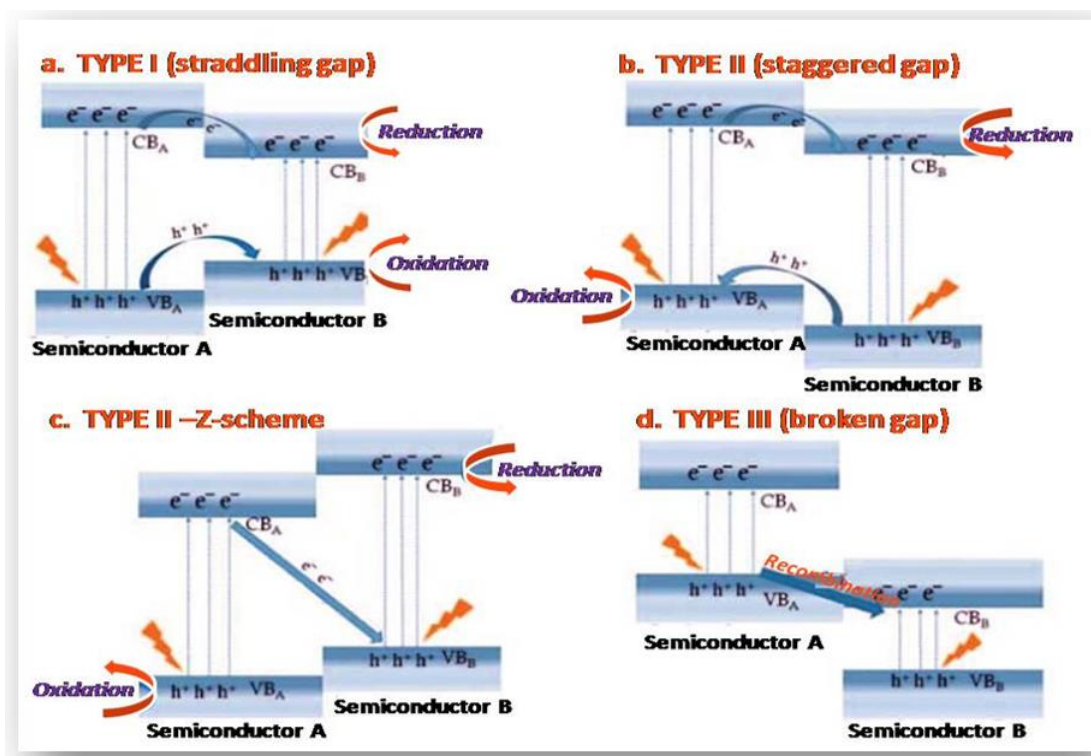 a. TYPE I (straddling gap)
e⁻ e⁻ e⁻
e⁻ e⁻
CB_A
Reduction
e⁻ e⁻ e⁻
CB_B
h⁺ h⁺
Oxidation
h⁺ h⁺ h⁺ VB
h⁺ h⁺ h⁺ VB_A
Semiconductor B
Semiconductor A
b. TYPE II (staggered gap)
e⁻ e⁻ e⁻
e⁻ e⁻
CB_A
Reduction
e⁻ e⁻ e⁻
CB_B
h⁺ h⁺
Oxidation
h⁺ h⁺ h⁺ VB_A
Semiconductor A
h⁺ h⁺ h⁺ VB_B
Semiconductor B
c. TYPE II –Z-scheme
e⁻ e⁻ e⁻
Reduction
CB_B
e⁻ e⁻ e⁻
CB_A
e⁻ e⁻
h⁺ h⁺ h⁺ VB_B
Oxidation
h⁺ h⁺ h⁺ VB_A
Semiconductor B
Semiconductor A
d. TYPE III (broken gap)
e⁻ e⁻ e⁻
CB_A
Recombination
h⁺ h⁺ h⁺
VB_A
e⁻ e⁻ e⁻
CB_B
Semiconductor A
h⁺ h⁺ h⁺ VB_B
Semiconductor B